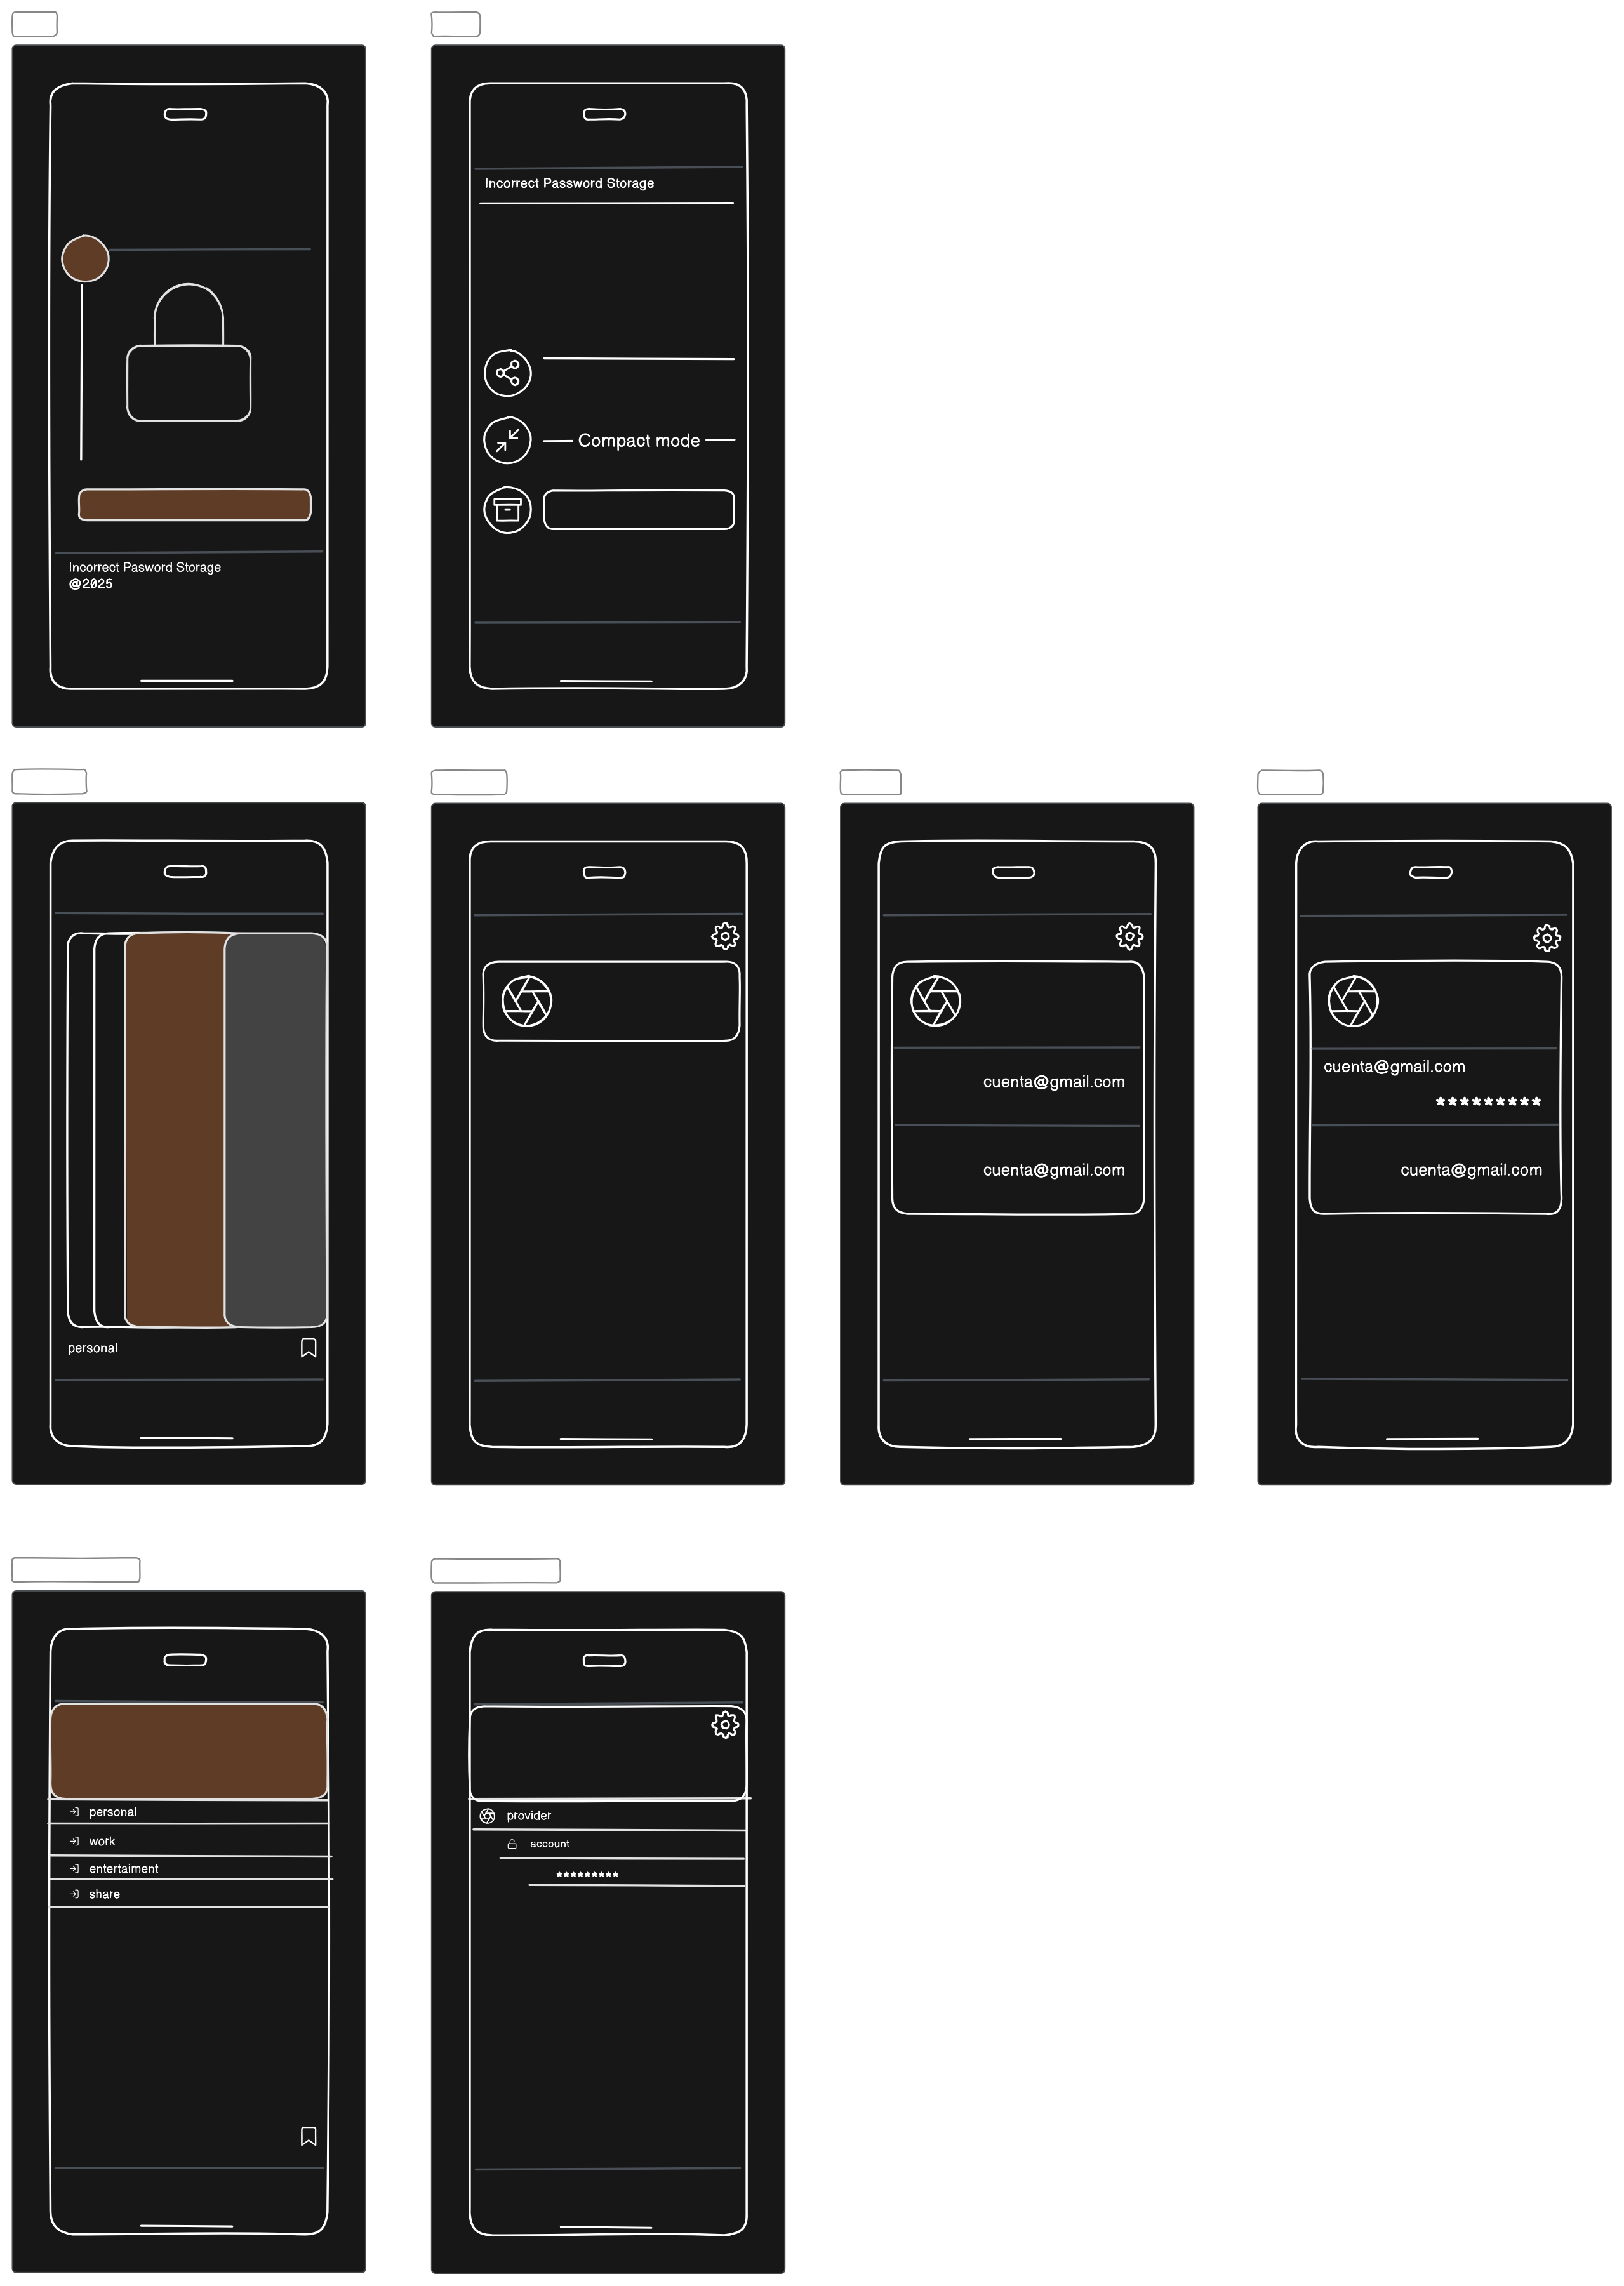 Incorrect Pasword Storage
@2025
Incorrect Password Storage
Compact mode
personal
cuenta@gmail.com
cuenta@gmail.com
cuenta@gmail.com
*********
cuenta@gmail.com
personal
work
entertaiment
share
provider
account
*********